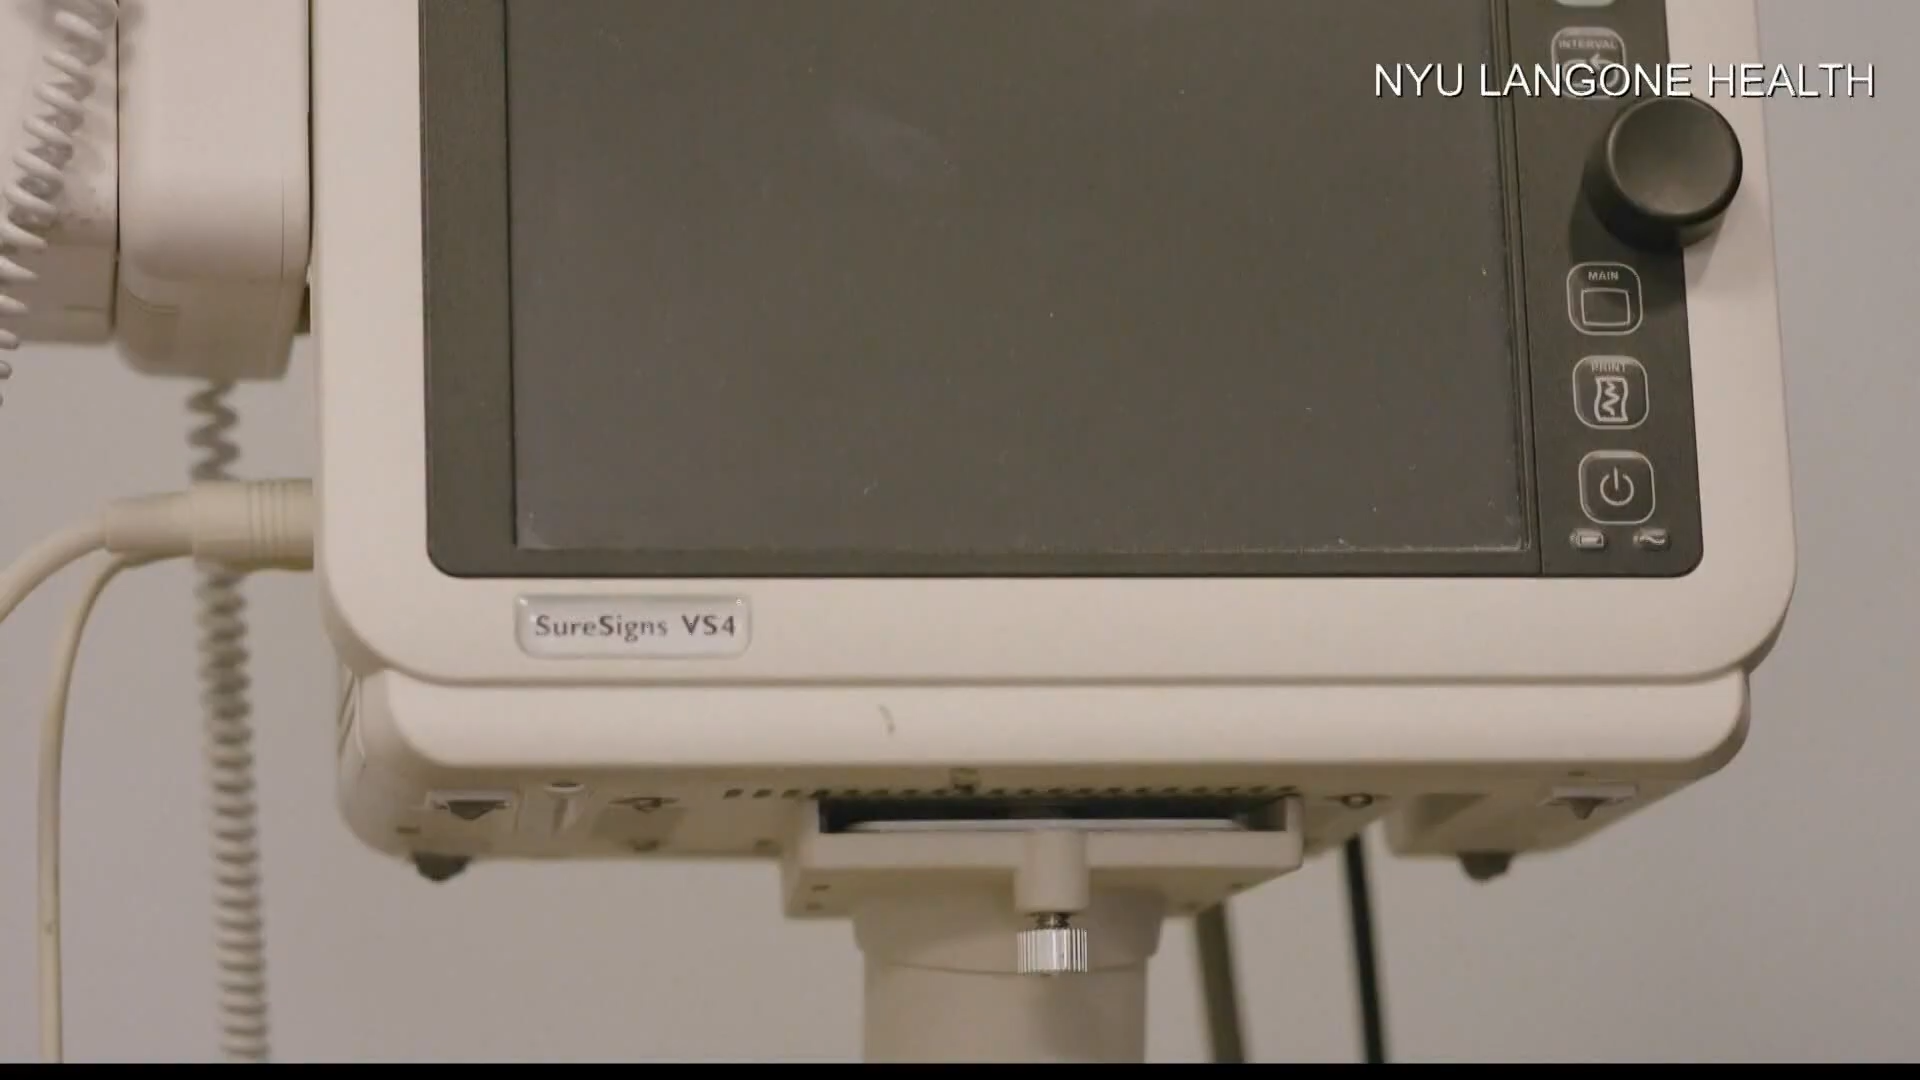 INTERVAL
NYU LANGONE HEALTH
MAIN
PRINT
SureSigns VS4